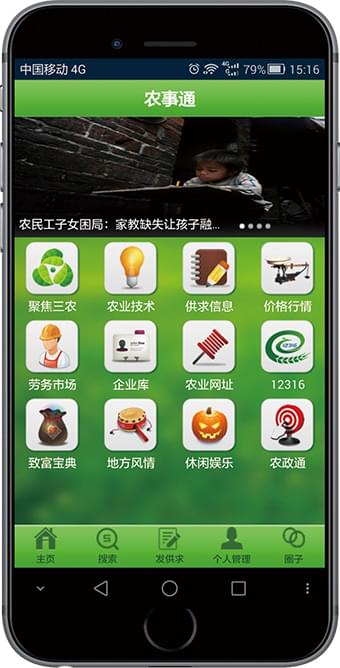 中国移动 4G 4G 79% 15:16
农事通
农民工子女困局：家教缺失让孩子融...
聚焦三农 农业技术 供求信息 价格行情
劳务市场 企业库 农业网址 12316
致富宝典 地方风情 休闲娱乐 农政通
主页 搜索 发供求 个人管理 圈子